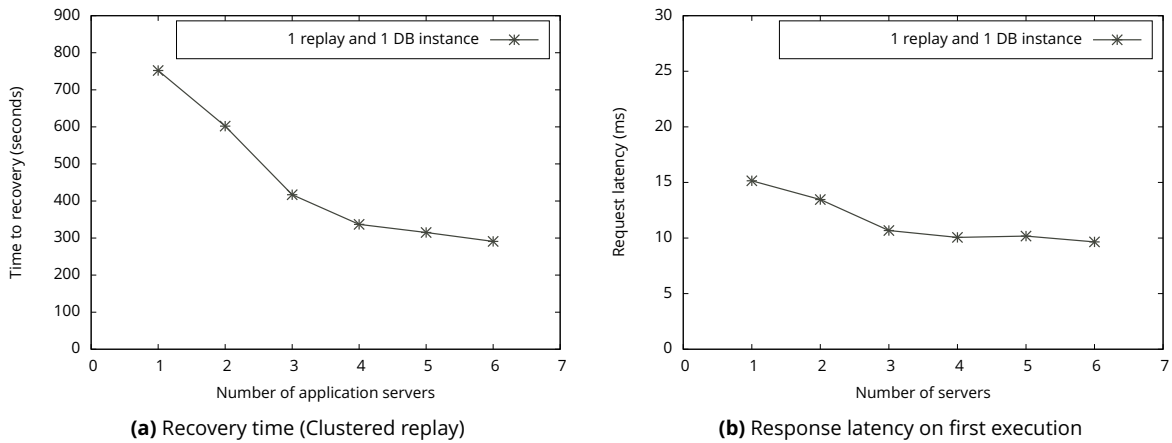 900
800
700
600
500
400
300
200
100
0
0 1 2 3 4 5 6 7
Time to recovery (seconds)
Number of application servers
1 replay and 1 DB instance
(a) Recovery time (Clustered replay)
30
25
20
15
10
5
0
0 1 2 3 4 5 6 7
Request latency (ms)
Number of servers
1 replay and 1 DB instance
(b) Response latency on first execution